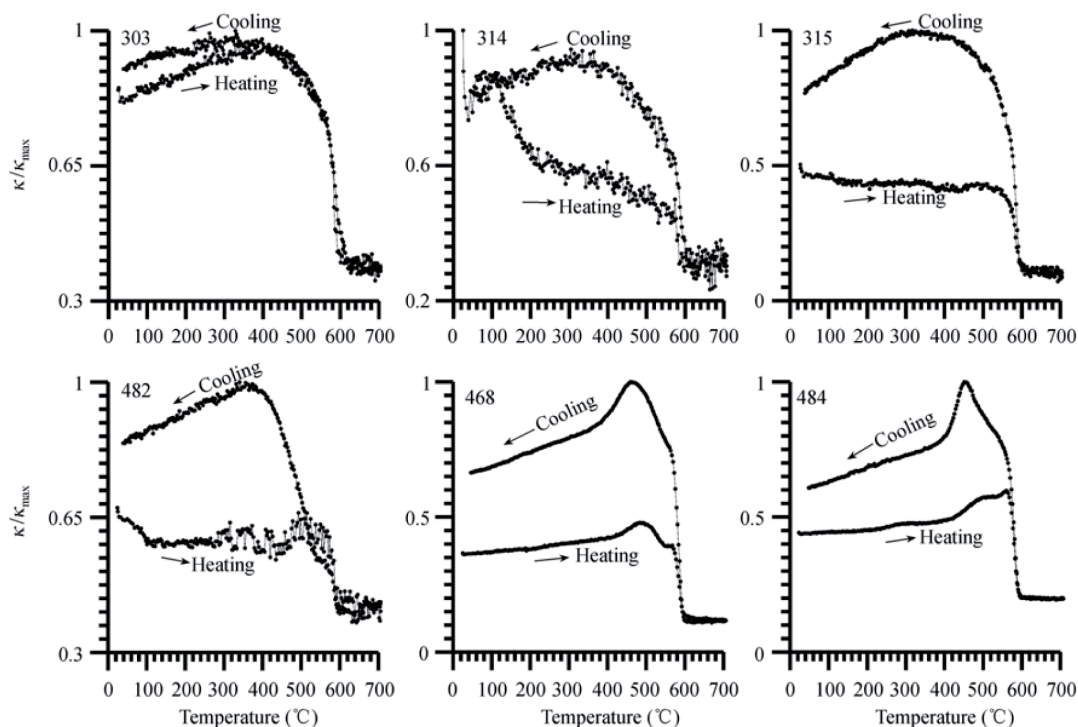 1 303 Cooling 1 314 Cooling 1 315 Cooling
Heating
κ/κmax 0.65 0.6 0.5
Heating Heating
0.3 0.2 0
0 100 200 300 400 500 600 700 0 100 200 300 400 500 600 700 0 100 200 300 400 500 600 700
1 482 Cooling 1 468 1 484
Cooling Cooling
κ/κmax 0.65 0.5 0.5
Heating Heating Heating
0.3 0 0
0 100 200 300 400 500 600 700 0 100 200 300 400 500 600 700 0 100 200 300 400 500 600 700
Temperature (℃) Temperature (℃) Temperature (℃)